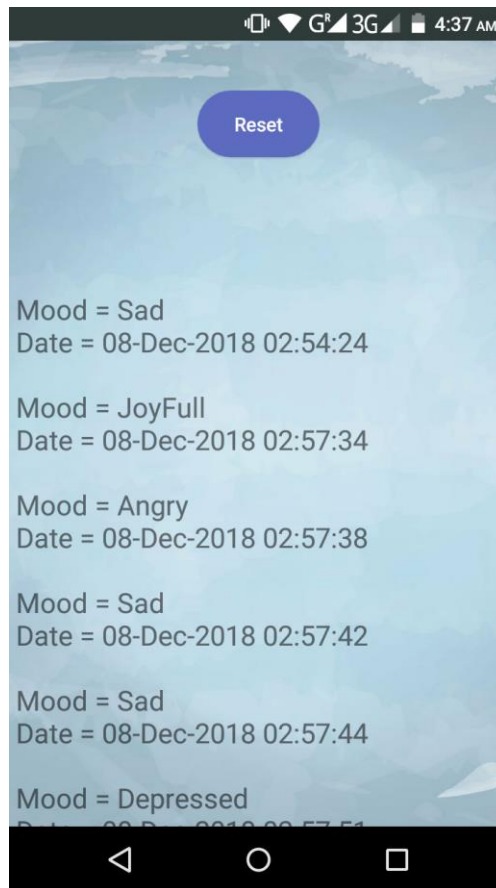 GR 3G 4:37 AM
Reset
Mood = Sad
Date = 08-Dec-2018 02:54:24
Mood = JoyFull
Date = 08-Dec-2018 02:57:34
Mood = Angry
Date = 08-Dec-2018 02:57:38
Mood = Sad
Date = 08-Dec-2018 02:57:42
Mood = Sad
Date = 08-Dec-2018 02:57:44
Mood = Depressed